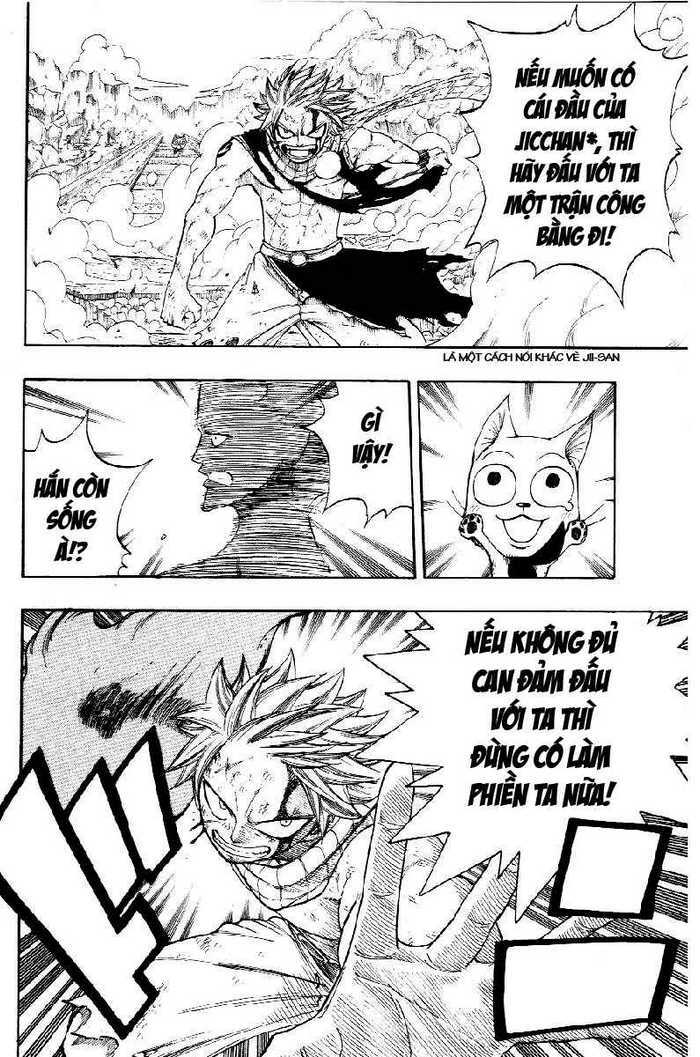 NẾU MUỐN CÓ
CÁI ĐẦU CỦA
JICCHAN*, THÌ
HÃY ĐẤU VỚI TA
MỘT TRẬN CÔNG
BẰNG ĐI!
LÀ MỘT CÁCH NÓI KHÁC VỀ JII-SAN
GÌ
VẬY!
HẮN CÒN
SỐNG
À!?
NẾU KHÔNG ĐỦ
CAN ĐẢM ĐẤU
VỚI TA THÌ
ĐỪNG CÓ LÀM
PHIỀN TA NỮA!